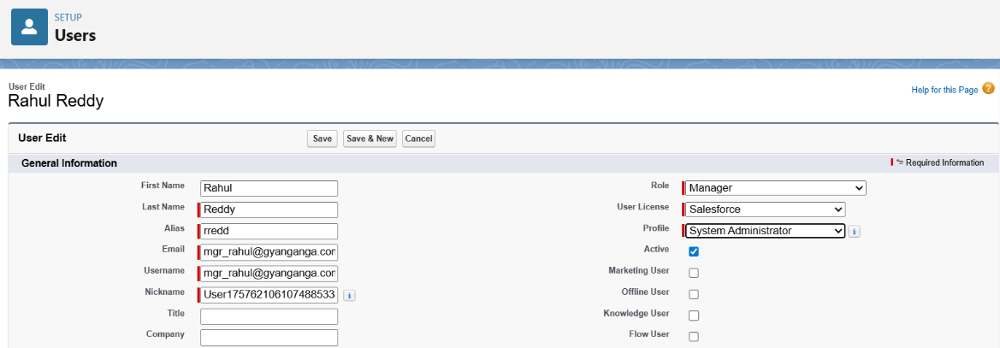 SETUP
Users
User Edit
Rahul Reddy
Help for this Page ?
User Edit
Save
Save & New
Cancel
General Information
*= Required Information
First Name Rahul
Role Manager
Last Name Reddy
User License Salesforce
Alias rredd
Profile System Administrator
i
Email mgr_rahul@gyanganga.con
Active
Username mgr_rahul@gyanganga.con
Marketing User
Nickname User175762106107488533
i
Offline User
Title
Knowledge User
Company
Flow User